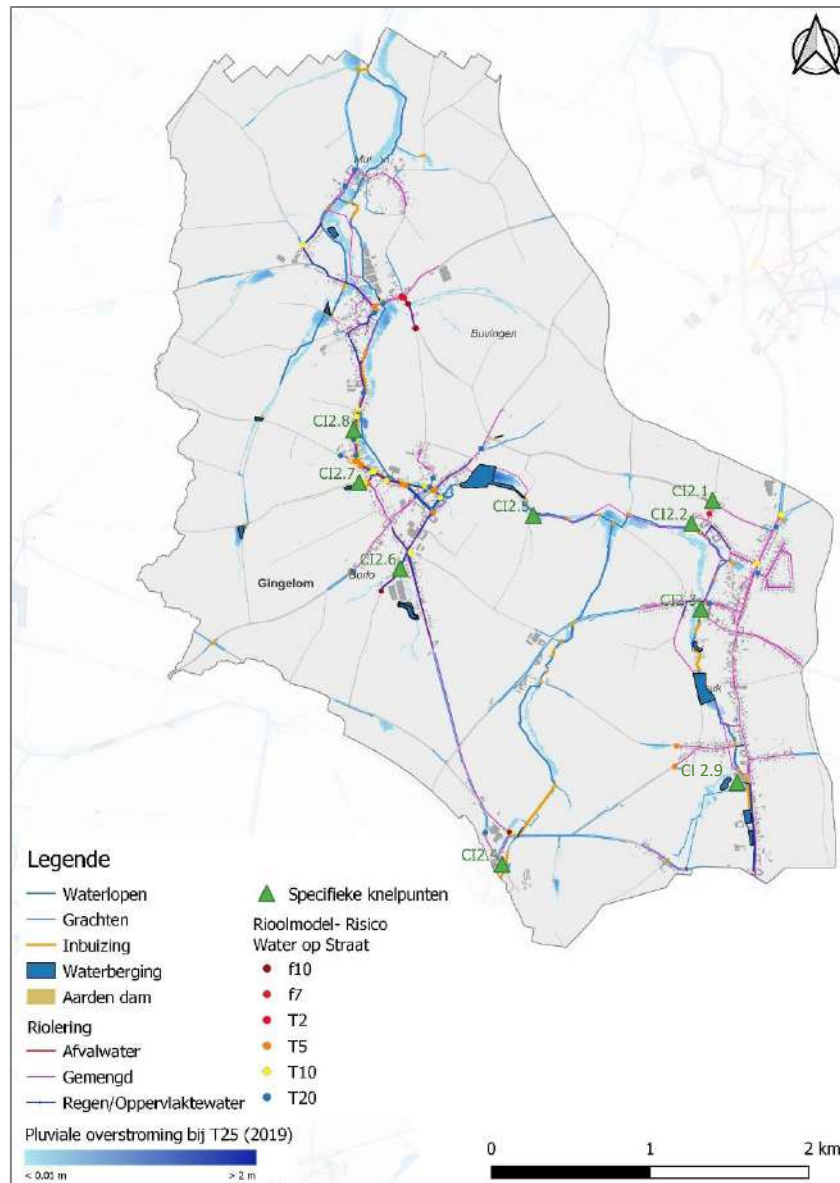 Buvingen
CI2.8
CI2.7
CI2.1
CI2.5
CI2.2
CI2.6
Gingelom
CI 2.9
Legende
Waterlopen
Grachten
Inbuizing
Waterberging
Aarden dam
Riolering
Afvalwater
Gemengd
Regen/Oppervlaktewater
Pluviale overstroming bij T25 (2019)
< 0.01 m
> 2 m
Specifieke knelpunten
Rioolmodel- Risico
Water op Straat
f10
f7
T2
T5
T10
T20
0
1
2 km